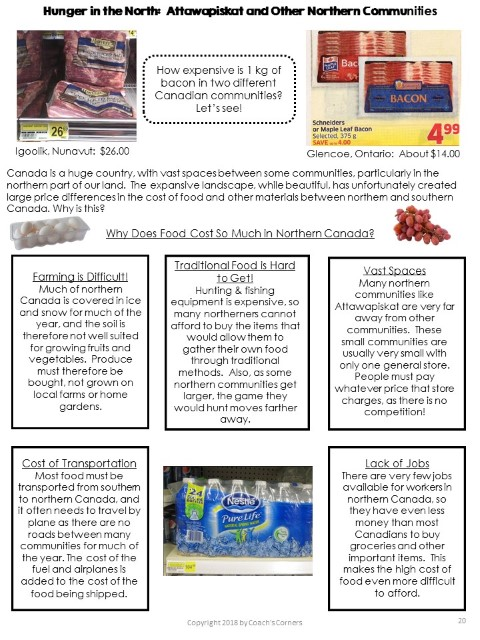 Hunger in the North: Attawapiskat and Other Northern Communities
How expensive is 1 kg of
bacon in two different
Canadian communities?
Let's see!
26
Bac
BACON
Schneiders
or Maple Leaf Bacon
Selected, 375 g
SAVE up to 4.00
4.99
Igoolik, Nunavut: $26.00
Glencoe, Ontario: About $14.00
Canada is a huge country, with vast spaces between some communities, particularly in the
northern part of our land. The expansive landscape, while beautiful, has unfortunately created
large price differences in the cost of food and other materials between northern and southern
Canada. Why is this?
Why Does Food Cost So Much in Northern Canada?
Farming is Difficult!
Much of northern
Canada is covered in ice
and snow for much of the
year, and the soil is
therefore not well suited
for growing fruits and
vegetables. Produce
must therefore be
bought, not grown on
local farms or home
gardens.
Traditional Food is Hard
to Get!
Hunting & fishing
equipment is expensive, so
many northerners cannot
afford to buy the items that
would allow them to
gather their own food
through traditional
methods. Also, as some
northern communities get
larger, the game they
would hunt moves farther
away.
Vast Spaces
Many northern
communities like
Attawapiskat are very far
away from other
communities. These
small communities are
usually very small with
only one general store.
People must pay
whatever price that store
charges, as there is no
competition!
Cost of Transportation
Most food must be
transported from southern
to northern Canada, and
it often needs to travel by
plane as there are no
roads between many
communities for much of
the year. The cost of the
fuel and airplanes is
added to the cost of the
food being shipped.
24
Nestle
Pure Life
Lack of Jobs
There are very few jobs
available for workers in
northern Canada, so
they have even less
money than most
Canadians to buy
groceries and other
important items. This
makes the high cost of
food even more difficult
to afford.
Copyright 2018 by Coach's Corners
20